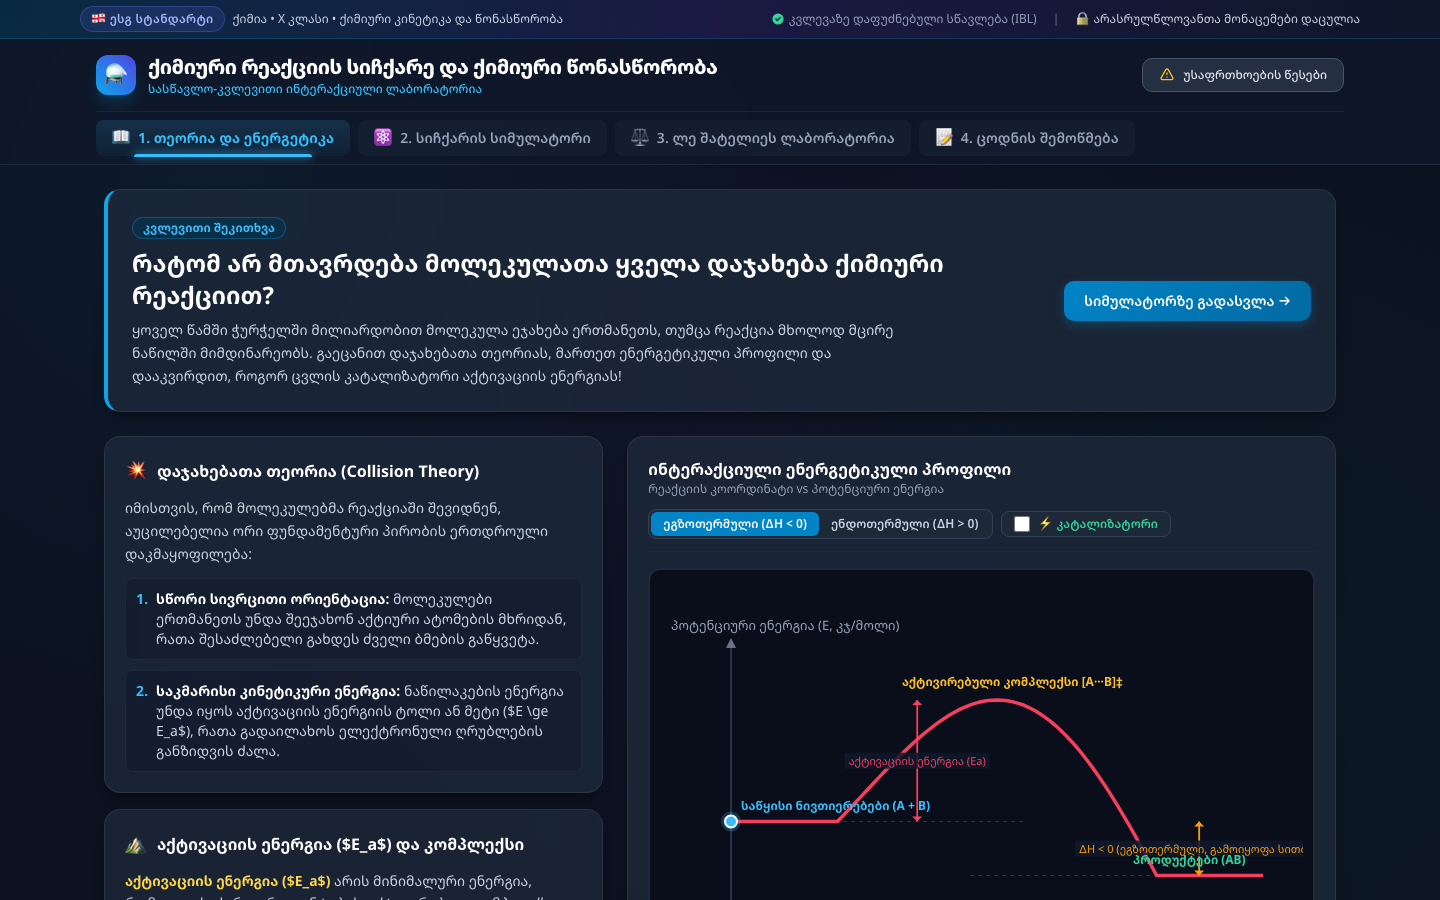 ესგ სტანდარტი
ქიმია • X კლასი • ქიმიური კინეტიკა და წონასწორობა
კვლევაზე დაფუძნებული სწავლება (IBL)
|
არასრულწლოვანთა მონაცემები დაცულია
ქიმიური რეაქციის სიჩქარე და ქიმიური წონასწორობა
სასწავლო-კვლევითი ინტერაქციული ლაბორატორია
უსაფრთხოების წესები
1. თეორია და ენერგეტიკა
2. სიჩქარის სიმულატორი
3. ლე შატელიეს ლაბორატორია
4. ცოდნის შემოწმება
კვლევითი შეკითხვა
რატომ არ მთავრდება მოლეკულათა ყველა დაჯახება ქიმიური
რეაქციით?
ყოველ წამში ჭურჭელში მილიარდობით მოლეკულა ეჯახება ერთმანეთს, თუმცა რეაქცია მხოლოდ მცირე
ნაწილში მიმდინარეობს. გაეცანით დაჯახებათა თეორიას, მართეთ ენერგეტიკული პროფილი და
დააკვირდით, როგორ ცვლის კატალიზატორი აქტივაციის ენერგიას!
სიმულატორზე გადასვლა →
დაჯახებათა თეორია (Collision Theory)
იმისთვის, რომ მოლეკულებმა რეაქციაში შევიდნენ,
აუცილებელია ორი ფუნდამენტური პირობის ერთდროული
დაკმაყოფილება:
1. სწორი სივრცითი ორიენტაცია: მოლეკულები
ერთმანეთს უნდა შეეჯახონ აქტიური ატომების მხრიდან,
რათა შესაძლებელი გახდეს ძველი ბმების გაწყვეტა.
2. საკმარისი კინეტიკური ენერგია: ნაწილაკების ენერგია
უნდა იყოს აქტივაციის ენერგიის ტოლი ან მეტი ($E \ge
E_a$), რათა გადაილახოს ელექტრონული ღრუბლების
განზიდვის ძალა.
აქტივაციის ენერგია ($E_a$) და კომპლექსი
აქტივაციის ენერგია ($E_a$) არის მინიმალური ენერგია,
ინტერაქციული ენერგეტიკული პროფილი
რეაქციის კოორდინატი vs პოტენციური ენერგია
ეგზოთერმული (ΔH < 0)
ენდოთერმული (ΔH > 0)
⚡ კატალიზატორი
პოტენციური ენერგია (E, კჯ/მოლი)
აქტივირებული კომპლექსი [A···B]‡
აქტივაციის ენერგია (Ea)
საწყისი ნივთიერებები (A + B)
ΔH < 0 (ეგზოთერმული, გამოიყოფა
პროდუქტები (AB)